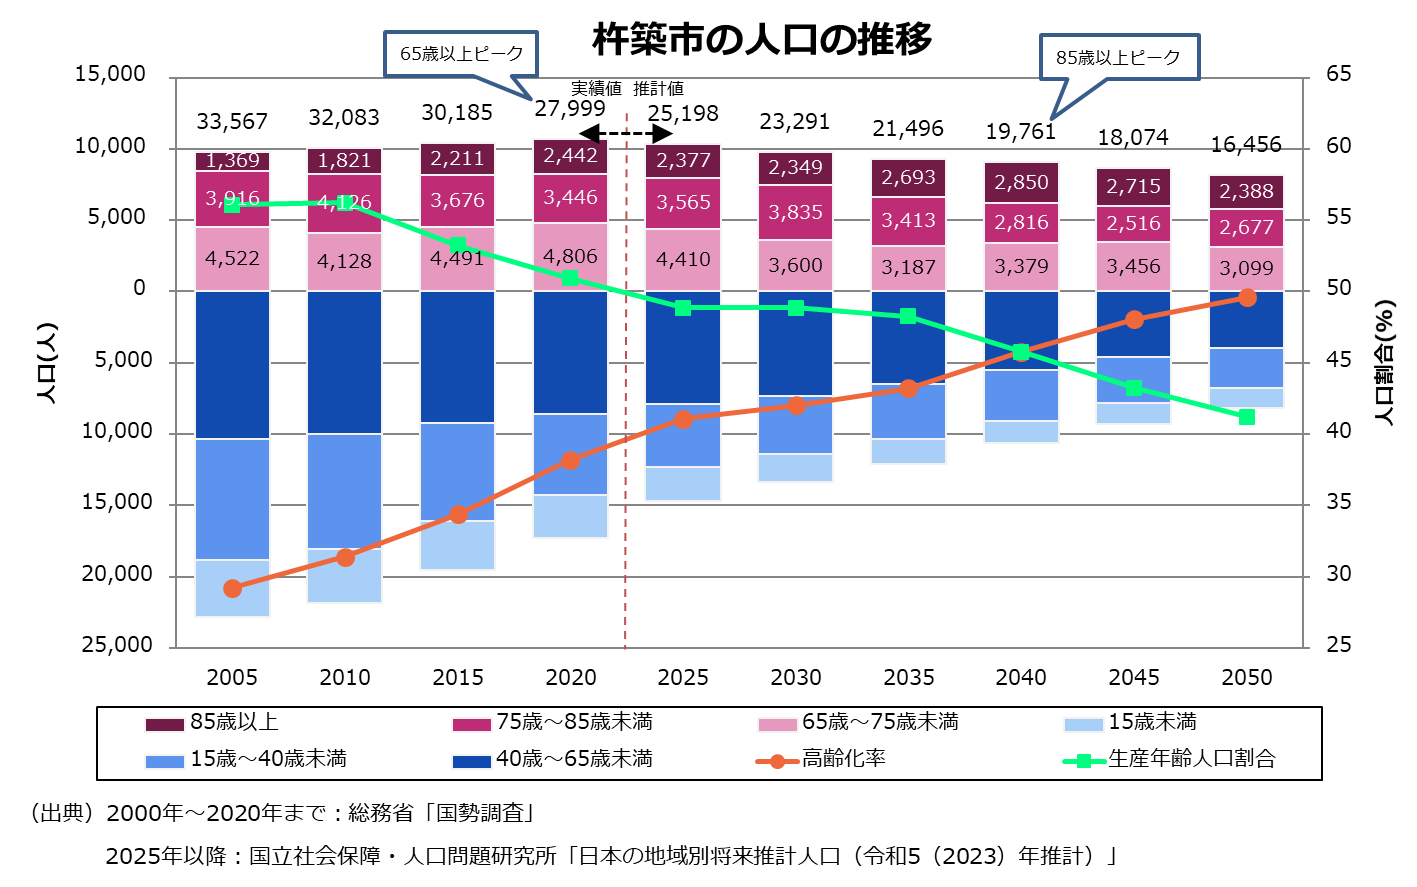 杵築市の人口の推移
65歳以上ピーク
85歳以上ピーク
実績値 推計値
15,000
10,000
5,000
0
5,000
10,000
15,000
20,000
25,000
人口(人)
65
60
55
50
45
40
35
30
25
人口割合(%)
33,567 32,083 30,185 27,999 25,198 23,291 21,496 19,761 18,074 16,456
1,369 1,821 2,211 2,442 2,377 2,349 2,693 2,850 2,715 2,388
3,916 4,126 3,676 3,446 3,565 3,835 3,413 2,816 2,516 2,677
4,522 4,128 4,491 4,806 4,410 3,600 3,187 3,379 3,456 3,099
2005 2010 2015 2020 2025 2030 2035 2040 2045 2050
85歳以上 75歳～85歳未満 65歳～75歳未満 15歳未満
15歳～40歳未満 40歳～65歳未満 高齢化率 生産年齢人口割合
（出典）2000年～2020年まで：総務省「国勢調査」
2025年以降：国立社会保障・人口問題研究所「日本の地域別将来推計人口（令和5（2023）年推計）」